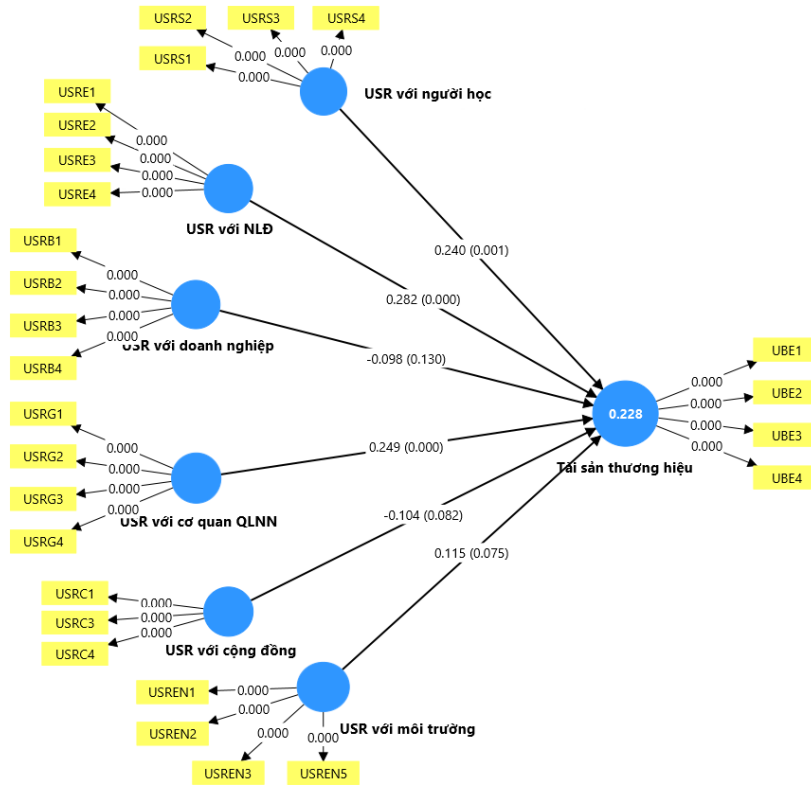 USRS2
USRS3
USRS4
USRS1
0.000
0.000
0.000
0.000
USR với người học
USRE1
USRE2
USRE3
USRE4
0.000
0.000
0.000
0.000
USR với NLĐ
USRB1
USRB2
USRB3
USRB4
0.000
0.000
0.000
0.000
USR với doanh nghiệp
USRG1
USRG2
USRG3
USRG4
0.000
0.000
0.000
0.000
USR với cơ quan QLNN
USRC1
USRC3
USRC4
0.000
0.000
0.000
USR với cộng đồng
USREN1
USREN2
USREN3
USREN5
0.000
0.000
0.000
0.000
USR với môi trường
0.240 (0.001)
0.282 (0.000)
-0.098 (0.130)
0.249 (0.000)
-0.104 (0.082)
0.115 (0.075)
0.228
Tài sản thương hiệu
0.000
0.000
0.000
0.000
UBE1
UBE2
UBE3
UBE4